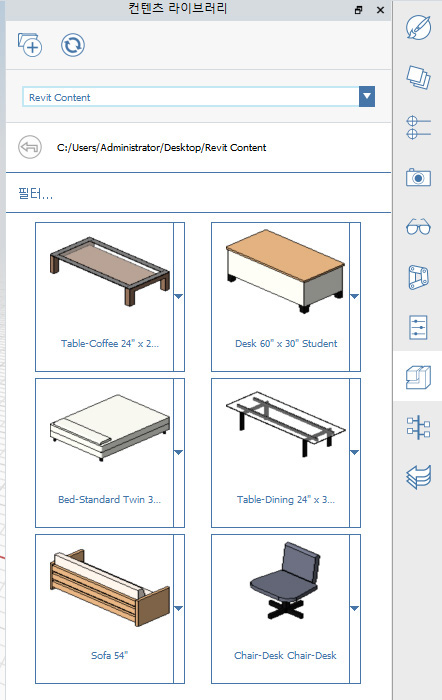 컨텐츠 라이브러리
Revit Content
C:/Users/Administrator/Desktop/Revit Content
필터...
Table-Coffee 24" x 2...
Desk 60" x 30" Student
Bed-Standard Twin 3...
Table-Dining 24" x 3...
Sofa 54"
Chair-Desk Chair-Desk